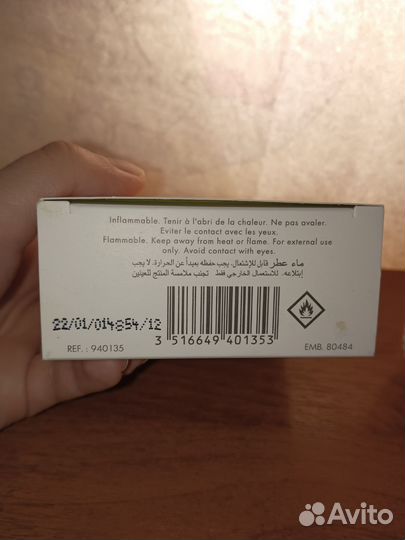 Inflammable. Tenir à l'abri de la chaleur. Ne pas avaler.
Eviter le contact avec les yeux.
Flammable. Keep away from heat or flame. For external use
only. Avoid contact with eyes.
ماء عطر قابل للإشتعال. يجب حفظه بعيداً عن الحرارة. لا يجب
إبتلاعه. للاستعمال الخارجي فقط. تجنب ملامسة المنتج للعينين
22/01/014854/12
3 516649 401353
REF. : 940135
EMB. 80484
Avito